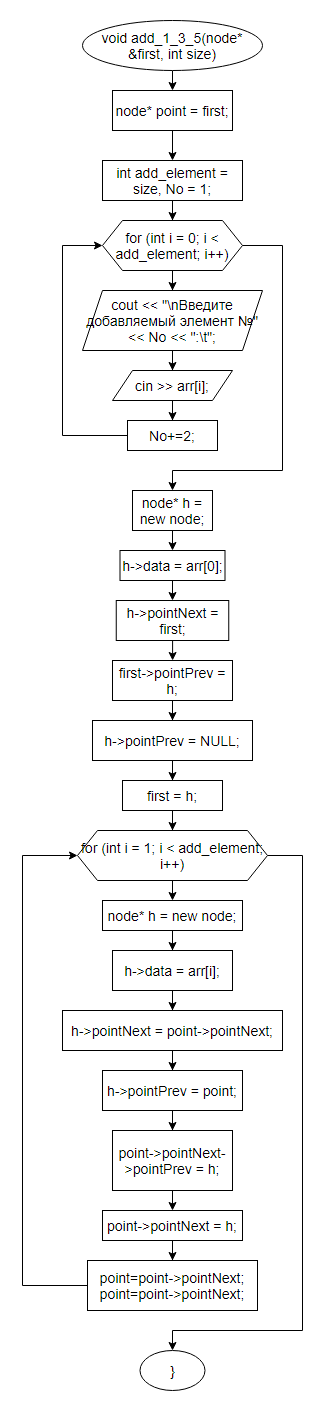 void add_1_3_5(node*
&first, int size)
node* point = first;
int add_element =
size, No = 1;
for (int i = 0; i <
add_element; i++)
cout << "\nВведите
добавляемый элемент №"
<< No << ":\t";
cin >> arr[i];
No+=2;
node* h =
new node;
h->data = arr[0];
h->pointNext =
first;
first->pointPrev =
h;
h->pointPrev = NULL;
first = h;
for (int i = 1; i < add_element;
i++)
node* h = new node;
h->data = arr[i];
h->pointNext = point->pointNext;
h->pointPrev = point;
point->pointNext-
>pointPrev = h;
point->pointNext = h;
point=point->pointNext;
point=point->pointNext;
}